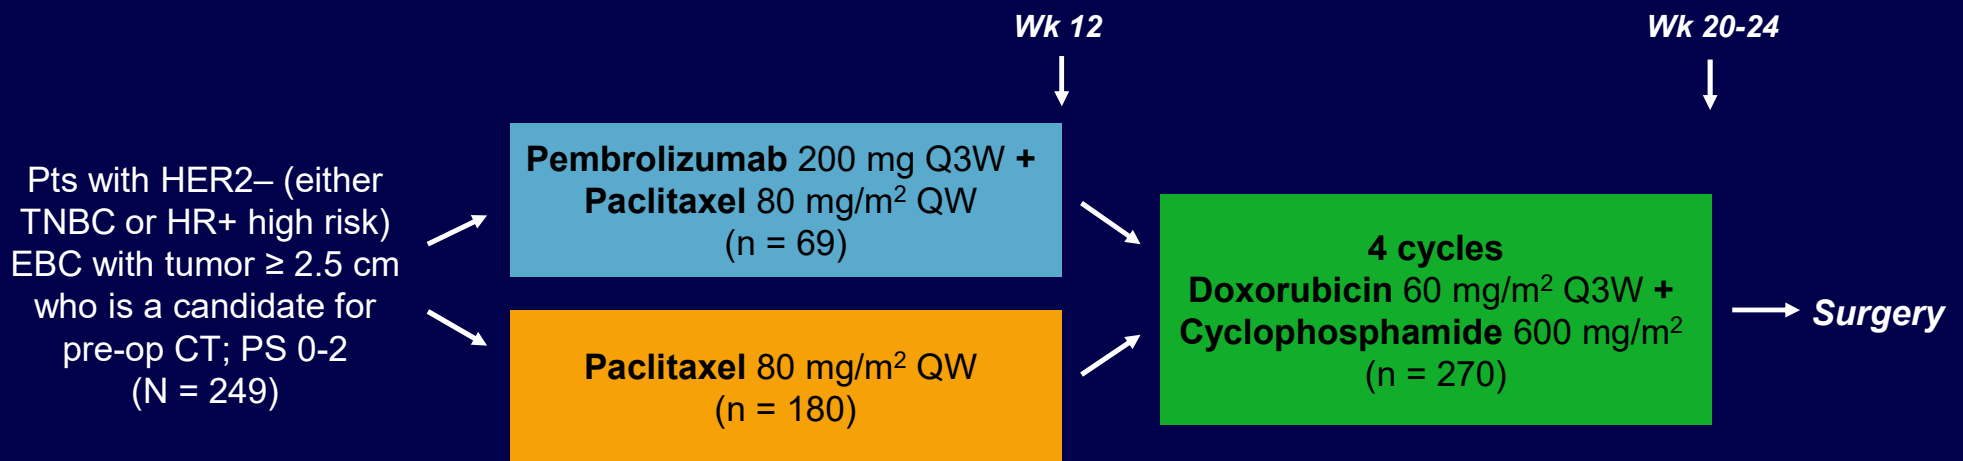 Wk 12
Wk 20-24
Pts with HER2– (either
TNBC or HR+ high risk)
EBC with tumor ≥ 2.5 cm
who is a candidate for
pre-op CT; PS 0-2
(N = 249)
Pembrolizumab 200 mg Q3W +
Paclitaxel 80 mg/m² QW
(n = 69)
Paclitaxel 80 mg/m² QW
(n = 180)
4 cycles
Doxorubicin 60 mg/m² Q3W +
Cyclophosphamide 600 mg/m²
(n = 270)
Surgery